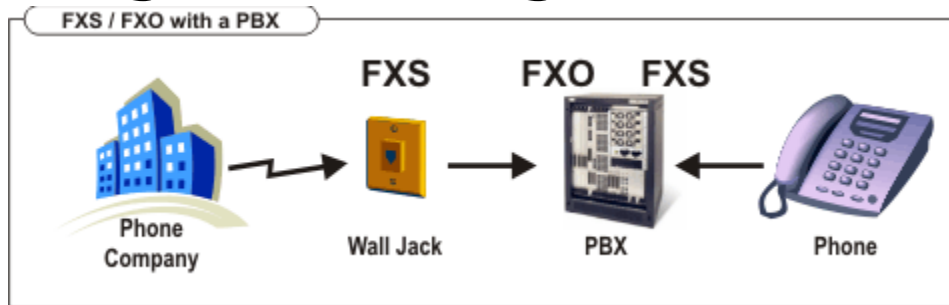 FXS / FXO with a PBX
FXS FXO FXS
Phone
Company
Wall Jack
PBX
Phone